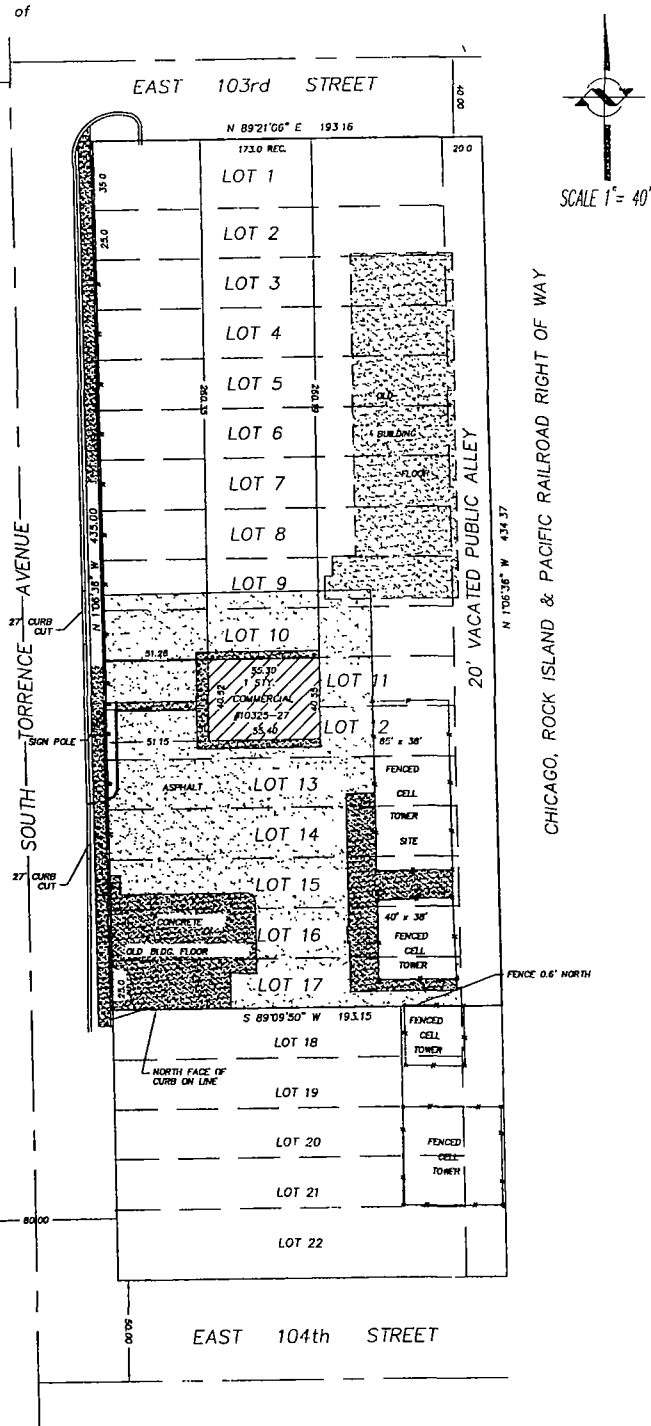 of
EAST 103rd STREET
40.00
N 89°21'00" E 193.16
173.0 REC.
20.0
SCALE 1"= 40'
35.0
LOT 1
25.0
LOT 2
LOT 3
LOT 4
260.35
260.19
LOT 5
OLD
LOT 6
BUILDING
FLOOR
LOT 7
LOT 8
LOT 9
N 1°06'36" W 435.00
20' VACATED PUBLIC ALLEY
N 1°06'36" W 434.37
CHICAGO, ROCK ISLAND & PACIFIC RAILROAD RIGHT OF WAY
SOUTH TORRENCE AVENUE
27' CURB
CUT
LOT 10
51.26
55.30
1 STY.
COMMERCIAL
#10325-27
55.40
40.52
40.55
LOT 11
LOT 2
SIGN POLE
51.15
85' x 38'
FENCED
CELL
TOWER
SITE
ASPHALT
LOT 13
LOT 14
27' CURB
CUT
LOT 15
CONCRETE
LOT 16
OLD BLDG. FLOOR
40' x 38'
FENCED
CELL
TOWER
25.0
LOT 17
FENCE 0.6' NORTH
S 89°09'50" W 193.15
LOT 18
FENCED
CELL
TOWER
NORTH FACE OF
CURB ON LINE
LOT 19
LOT 20
FENCED
CELL
TOWER
LOT 21
60.00
LOT 22
50.00
EAST 104th STREET